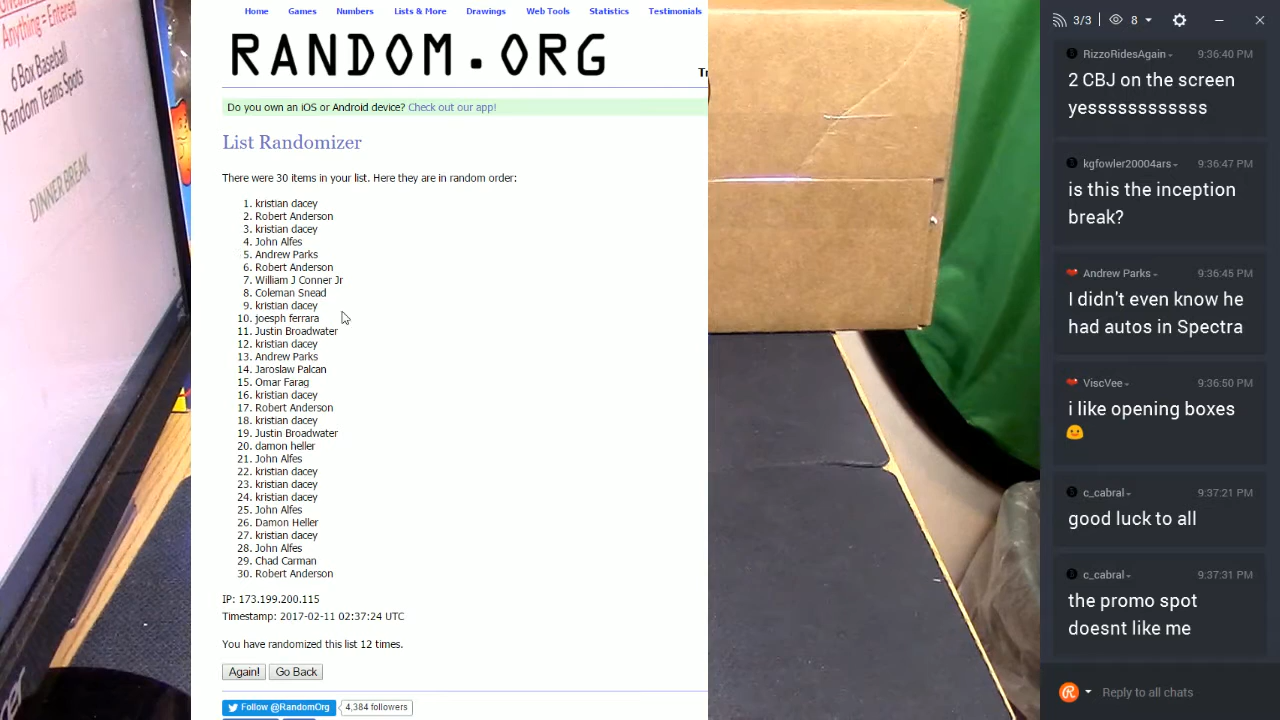 Anything = Entered
6 Box Baseball
Random Teams Spots
DINNER BREAK
Home Games Numbers Lists & More Drawings Web Tools Statistics Testimonials
RANDOM.ORG
Do you own an iOS or Android device? Check out our app!
List Randomizer
There were 30 items in your list. Here they are in random order:
1. kristian dacey
2. Robert Anderson
3. kristian dacey
4. John Alfes
5. Andrew Parks
6. Robert Anderson
7. William J Conner Jr
8. Coleman Snead
9. kristian dacey
10. joesph ferrara
11. Justin Broadwater
12. kristian dacey
13. Andrew Parks
14. Jaroslaw Palcan
15. Omar Farag
16. kristian dacey
17. Robert Anderson
18. kristian dacey
19. Justin Broadwater
20. damon heller
21. John Alfes
22. kristian dacey
23. kristian dacey
24. kristian dacey
25. John Alfes
26. Damon Heller
27. kristian dacey
28. John Alfes
29. Chad Carman
30. Robert Anderson
IP: 173.199.200.115
Timestamp: 2017-02-11 02:37:24 UTC
You have randomized this list 12 times.
Again! Go Back
Follow @RandomOrg 4,384 followers
3/3 8
RizzoRidesAgain 9:36:40 PM
2 CBJ on the screen
yesssssssssssss
kgfowler20004ars 9:36:47 PM
is this the inception
break?
Andrew Parks 9:36:45 PM
I didn't even know he
had autos in Spectra
ViscVee 9:36:50 PM
i like opening boxes
c_cabral 9:37:21 PM
good luck to all
c_cabral 9:37:31 PM
the promo spot
doesnt like me
Reply to all chats